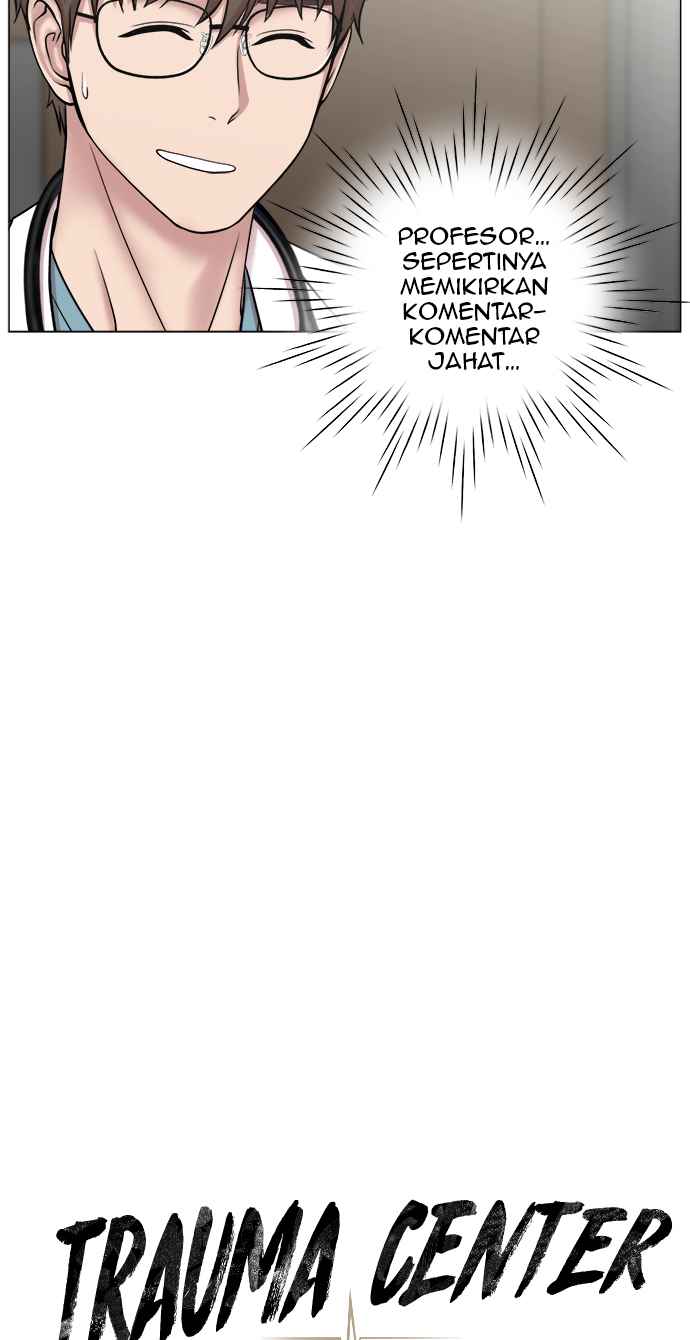 PROFESOR...
SEPERTINYA
MEMIKIRKAN
KOMENTAR-
KOMENTAR
JAHAT...
TRAUMA CENTER